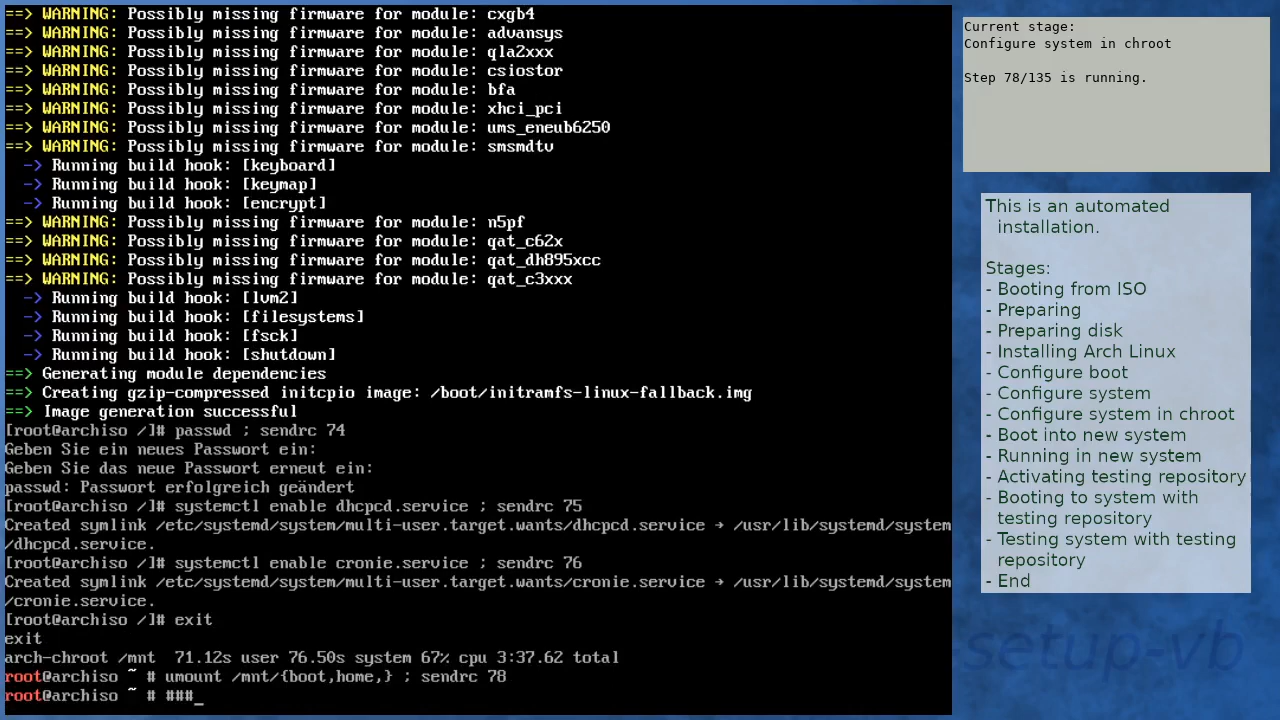 ==> WARNING: Possibly missing firmware for module: cxgb4
==> WARNING: Possibly missing firmware for module: advansys
==> WARNING: Possibly missing firmware for module: qla2xxx
==> WARNING: Possibly missing firmware for module: csiostor
==> WARNING: Possibly missing firmware for module: bfa
==> WARNING: Possibly missing firmware for module: xhci_pci
==> WARNING: Possibly missing firmware for module: ums_eneub6250
==> WARNING: Possibly missing firmware for module: smsmdtv
-> Running build hook: [keyboard]
-> Running build hook: [keymap]
-> Running build hook: [encrypt]
==> WARNING: Possibly missing firmware for module: n5pf
==> WARNING: Possibly missing firmware for module: qat_c62x
==> WARNING: Possibly missing firmware for module: qat_dh895xcc
==> WARNING: Possibly missing firmware for module: qat_c3xxx
-> Running build hook: [lvm2]
-> Running build hook: [filesystems]
-> Running build hook: [fsck]
-> Running build hook: [shutdown]
==> Generating module dependencies
==> Creating gzip-compressed initcpio image: /boot/initramfs-linux-fallback.img
==> Image generation successful
[root@archiso /]# passwd ; sendrc 74
Geben Sie ein neues Passwort ein:
Geben Sie das neue Passwort erneut ein:
passwd: Passwort erfolgreich geändert
[root@archiso /]# systemctl enable dhcpcd.service ; sendrc 75
Created symlink /etc/systemd/system/multi-user.target.wants/dhcpcd.service → /usr/lib/systemd/system
/dhcpcd.service.
[root@archiso /]# systemctl enable cronie.service ; sendrc 76
Created symlink /etc/systemd/system/multi-user.target.wants/cronie.service → /usr/lib/systemd/system
/cronie.service.
[root@archiso /]# exit
exit
arch-chroot /mnt  71.12s user 76.50s system 67% cpu 3:37.62 total
root@archiso ~ # umount /mnt/{boot,home,} ; sendrc 78
root@archiso ~ # ###_
Current stage:
Configure system in chroot
Step 78/135 is running.
This is an automated
installation.
Stages:
- Booting from ISO
- Preparing
- Preparing disk
- Installing Arch Linux
- Configure boot
- Configure system
- Configure system in chroot
- Boot into new system
- Running in new system
- Activating testing repository
- Booting to system with
testing repository
- Testing system with testing
repository
- End
setup-vb